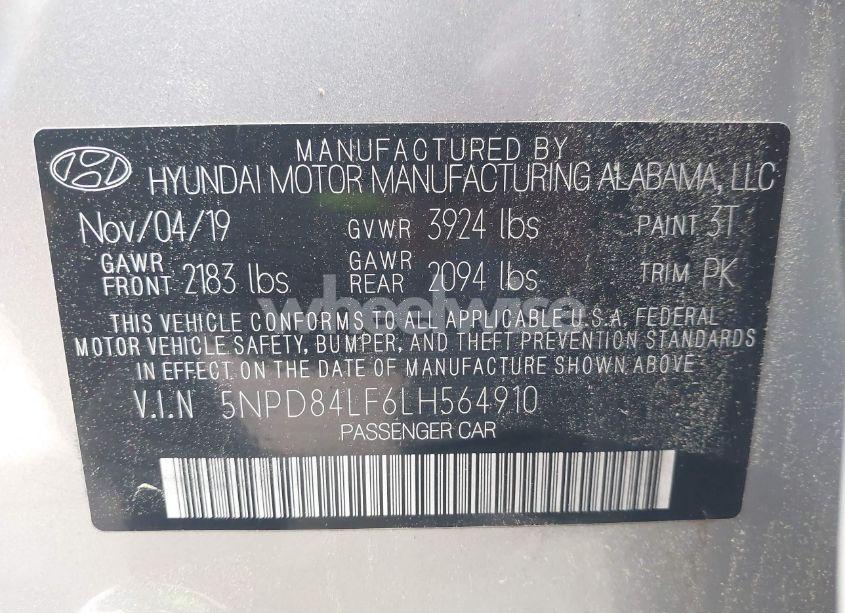 MANUFACTURED BY
HYUNDAI MOTOR MANUFACTURING ALABAMA, LLC
Nov/04/19 GVWR 3924 lbs PAINT 3T
GAWR FRONT 2183 lbs GAWR REAR 2094 lbs TRIM PK
wheelwise
THIS VEHICLE CONFORMS TO ALL APPLICABLE U.S.A. FEDERAL
MOTOR VEHICLE SAFETY, BUMPER, AND THEFT PREVENTION STANDARDS
IN EFFECT ON THE DATE OF MANUFACTURE SHOWN ABOVE
V.I.N 5NPD84LF6LH564910
PASSENGER CAR